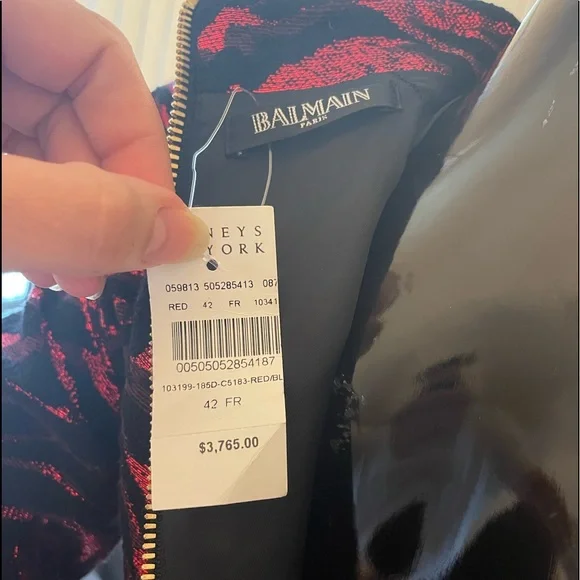 BALMAIN
PARIS
NEYS
YORK
059813 505285413 087
RED 42 FR 10341
00505052854187
103199-185D-C5183-RED/BL
42 FR
$3,765.00